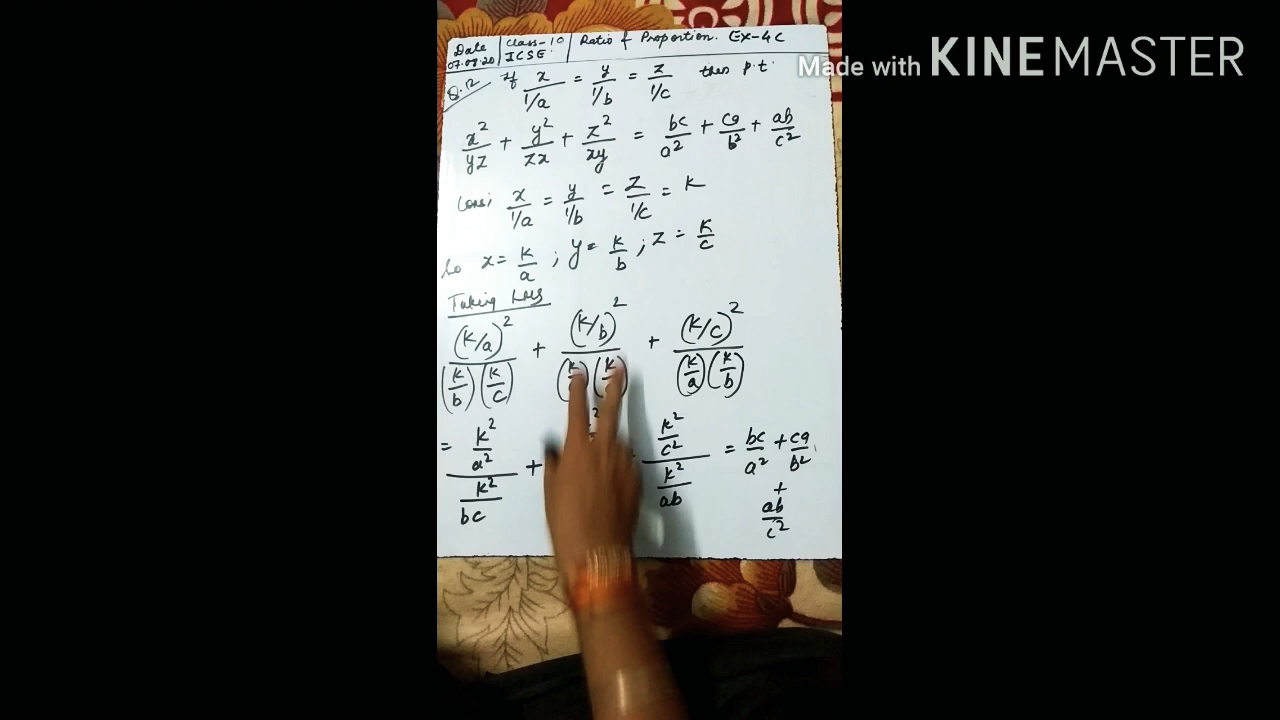 Made with KINEMASTER
Date 07.08.20 | Class-10 ICSE | Ratio & Proportion. EX-4C
Q.12 If x/(1/a) = y/(1/b) = z/(1/c) then p.t.
x²/yz + y²/zx + z²/xy = bc/a² + ca/b² + ab/c²
x/(1/a) = y/(1/b) = z/(1/c) = K
So x = K/a ; y = K/b ; z = K/c
Taking LHS
(K/a)²/(K/b)(K/c) + (K/b)²/(K/ )(K/ ) + (K/c)²/(K/a)(K/b)
= (K²/a²)/(K²/bc) + (K²/c²)/(K²/ab) = bc/a² + ca/b²
+ ab/c²